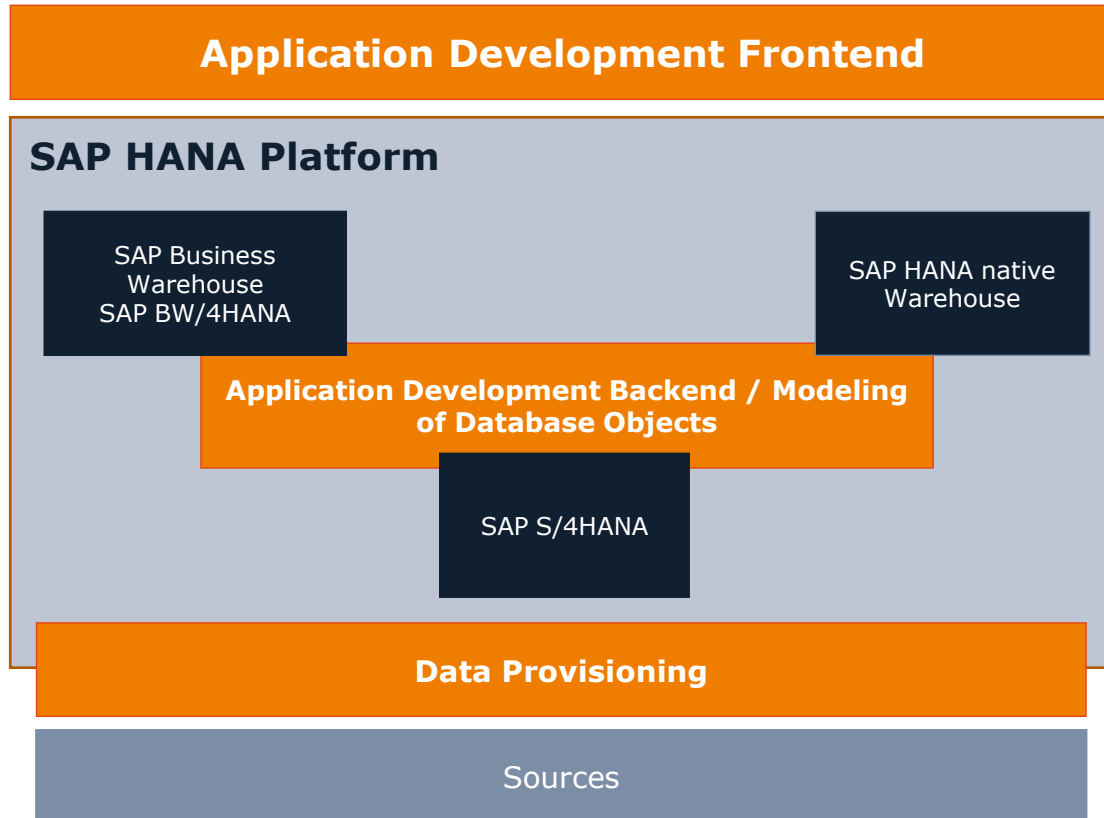 Application Development Frontend
SAP HANA Platform
SAP Business
Warehouse
SAP BW/4HANA
SAP HANA native
Warehouse
Application Development Backend / Modeling
of Database Objects
SAP S/4HANA
Data Provisioning
Sources